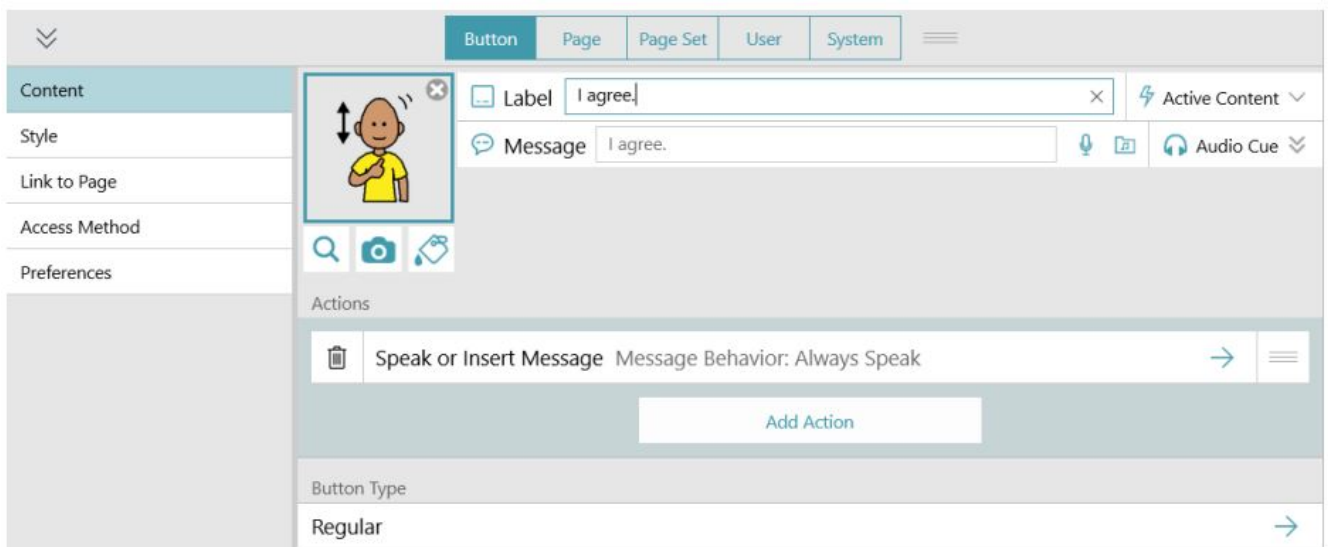 Button Page Page Set User System
Content
Style
Link to Page
Access Method
Preferences
Label I agree. Active Content
Message I agree. Audio Cue
Actions
Speak or Insert Message Message Behavior: Always Speak
Add Action
Button Type
Regular